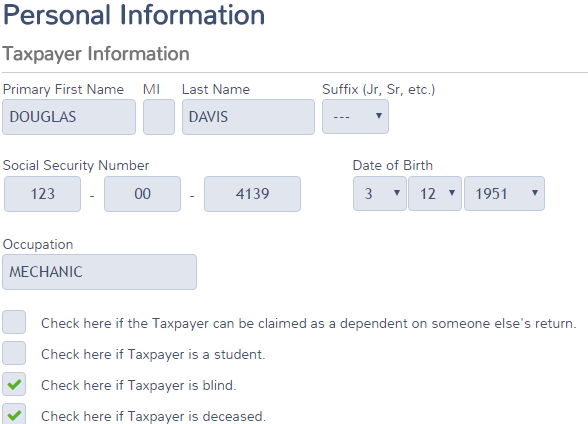 Personal Information
Taxpayer Information
Primary First Name MI Last Name Suffix (Jr, Sr, etc.)
DOUGLAS DAVIS ---
Social Security Number Date of Birth
123 - 00 - 4139 3 12 1951
Occupation
MECHANIC
Check here if the Taxpayer can be claimed as a dependent on someone else's return.
Check here if Taxpayer is a student.
Check here if Taxpayer is blind.
Check here if Taxpayer is deceased.